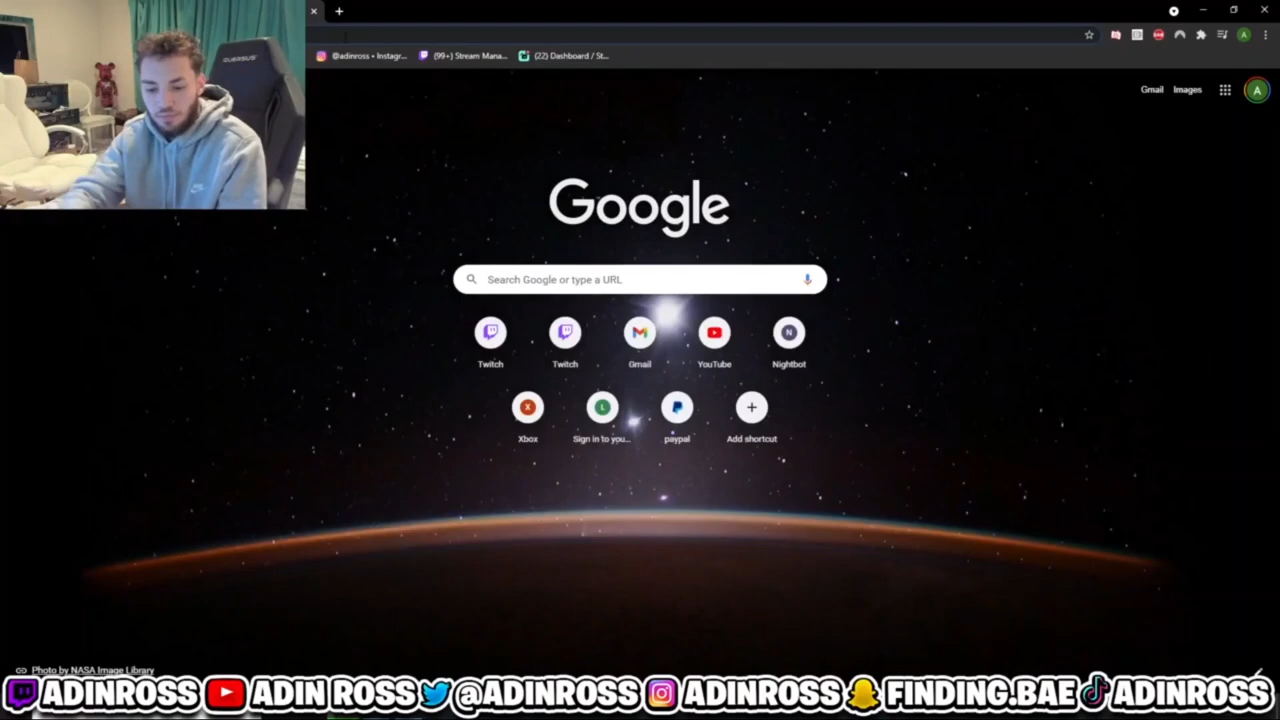 QUERSUS
@adinross • Instagr...
(99+) Stream Mana...
(22) Dashboard / St...
A
Gmail
Images
A
Google
Search Google or type a URL
Twitch
Twitch
Gmail
YouTube
N
Nightbot
X
Xbox
L
Sign in to you...
paypal
Add shortcut
Photo by NASA Image Library
ADINROSS ADIN ROSS @ADINROSS ADINROSS FINDING.BAE ADINROSS